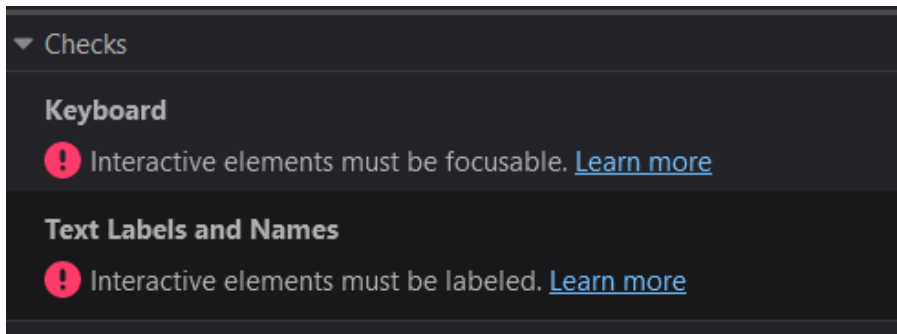 Checks
Keyboard
Interactive elements must be focusable. Learn more
Text Labels and Names
Interactive elements must be labeled. Learn more